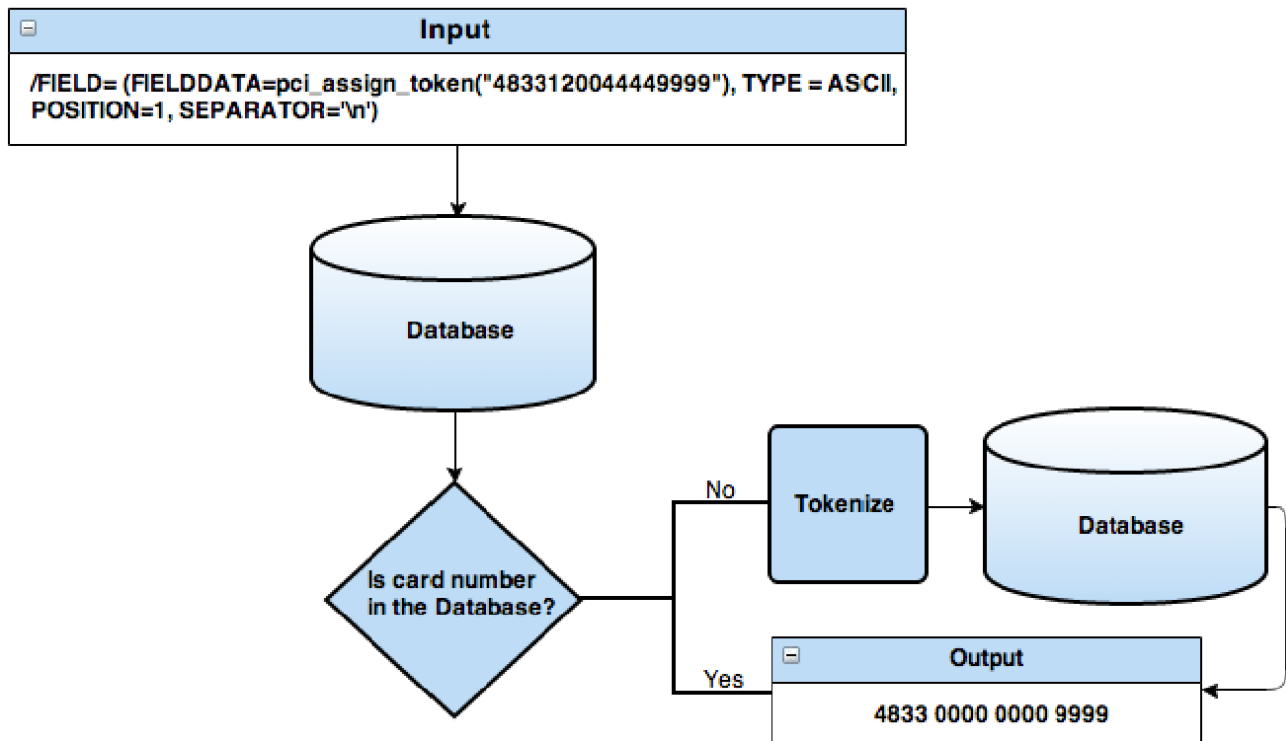 Input
/FIELD= (FIELDDATA=pci_assign_token("4833120044449999"), TYPE = ASCII,
POSITION=1, SEPARATOR='\n')
Database
Is card number
in the Database?
No
Tokenize
Database
Yes
Output
4833 0000 0000 9999